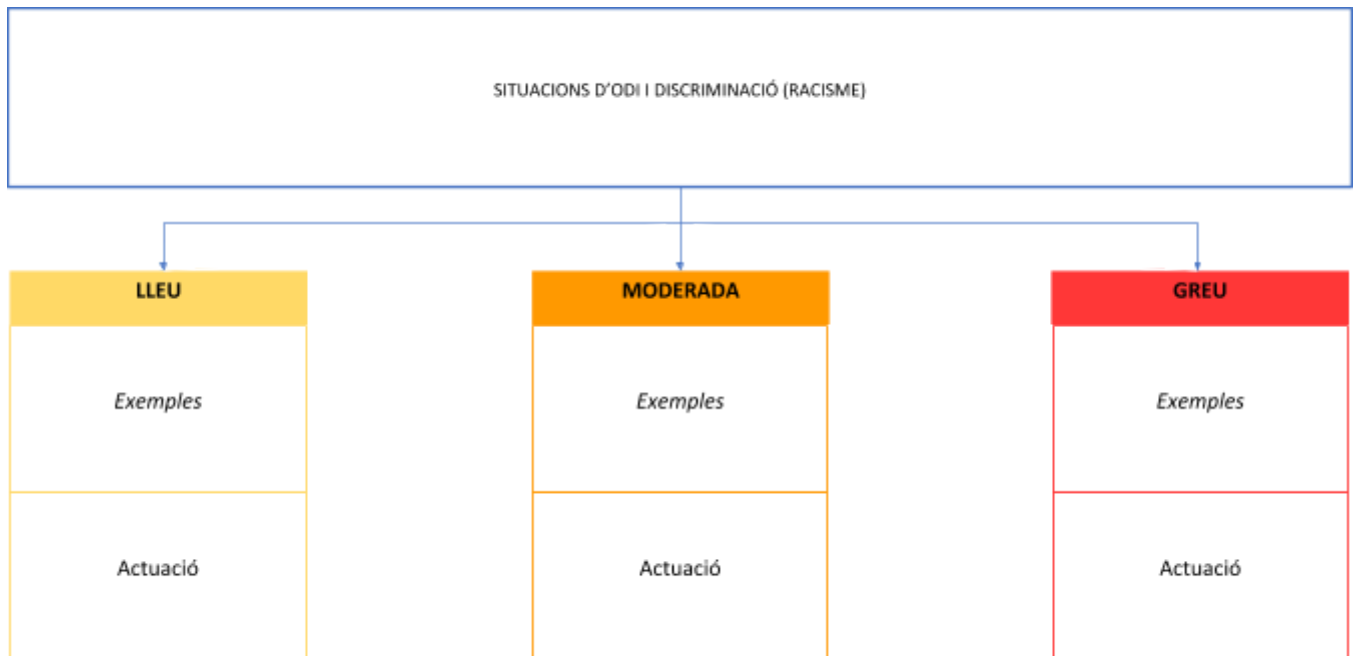 SITUACIONS D'ODI I DISCRIMINACIÓ (RACISME)
LLEU
MODERADA
GREU
Exemples
Exemples
Exemples
Actuació
Actuació
Actuació